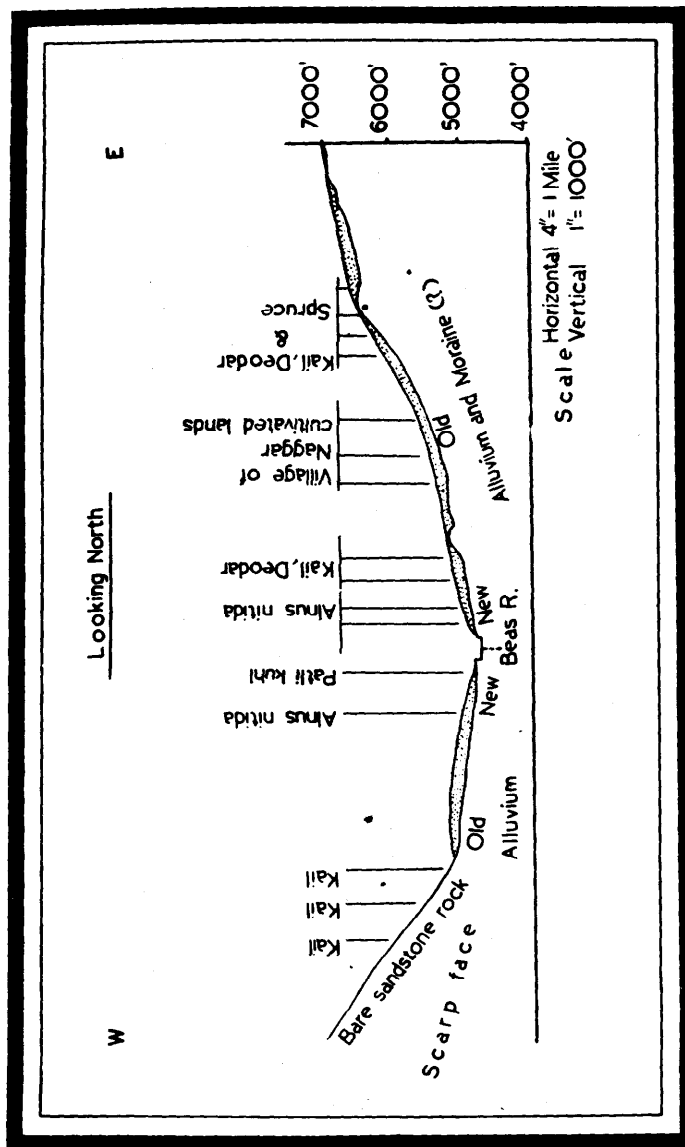 Looking North
W
E
Kail
Kail
Kail
Alnus nitida
Patli kuhl
Alnus nitida
Kail, Deodar
Village of
Naggar
cultivated lands
Kail, Deodar
&
Spruce
7000'
6000'
5000'
4000'
Bare sandstone rock
Scarp face
Old
Alluvium
New
Beas R.
New
Old
Alluvium and Moraine (?)
Scale Horizontal 4"= 1 Mile
Vertical 1"= 1000'